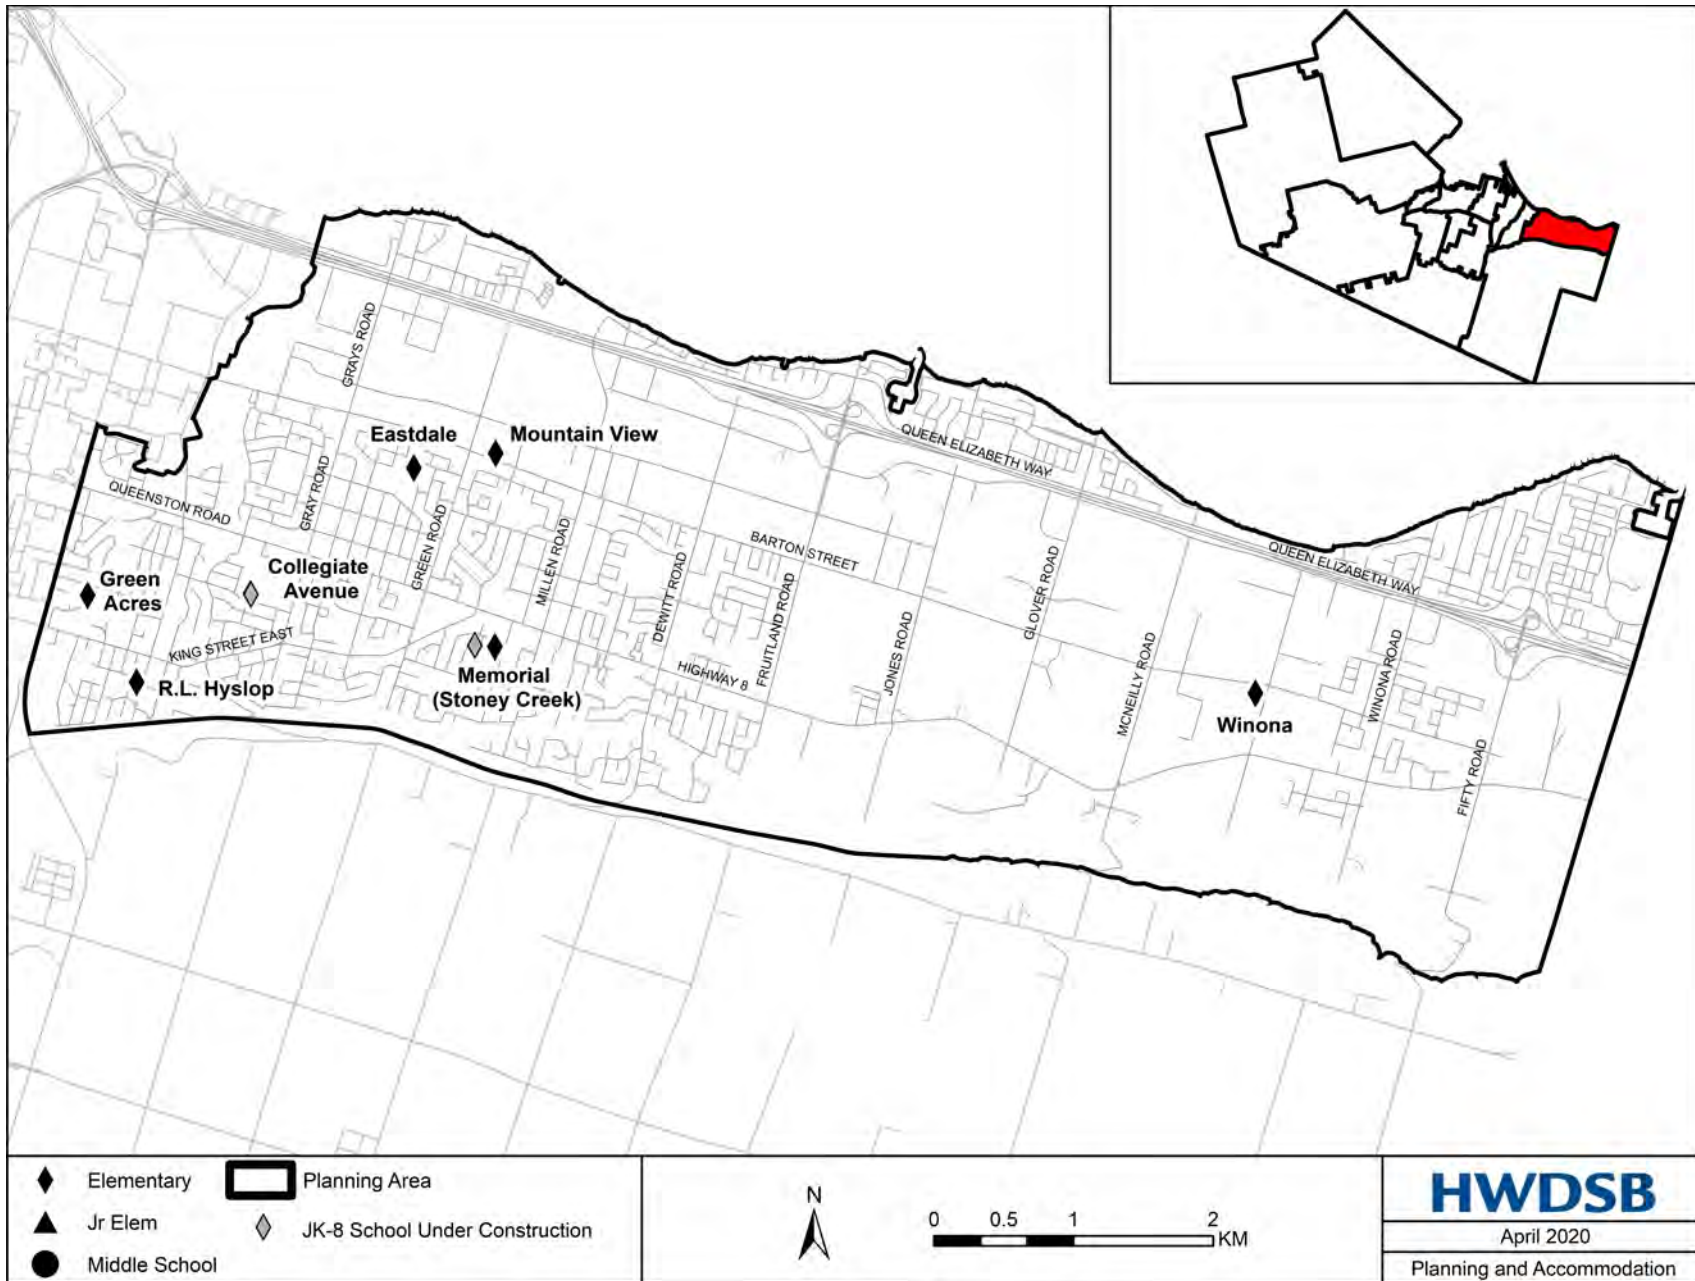 GRAYS ROAD
Eastdale
Mountain View
QUEEN ELIZABETH WAY
QUEENSTON ROAD
GRAY ROAD
GREEN ROAD
MILLEN ROAD
BARTON STREET
QUEEN ELIZABETH WAY
Green
Acres
Collegiate
Avenue
DEWITT ROAD
FRUITLAND ROAD
JONES ROAD
GLOVER ROAD
MCNEILLY ROAD
WINONA ROAD
FIFTY ROAD
KING STREET EAST
R.L. Hyslop
Memorial
(Stoney Creek)
HIGHWAY 8
Winona
Elementary
Planning Area
Jr Elem
JK-8 School Under Construction
Middle School
N
0 0.5 1 2
KM
HWDSB
April 2020
Planning and Accommodation